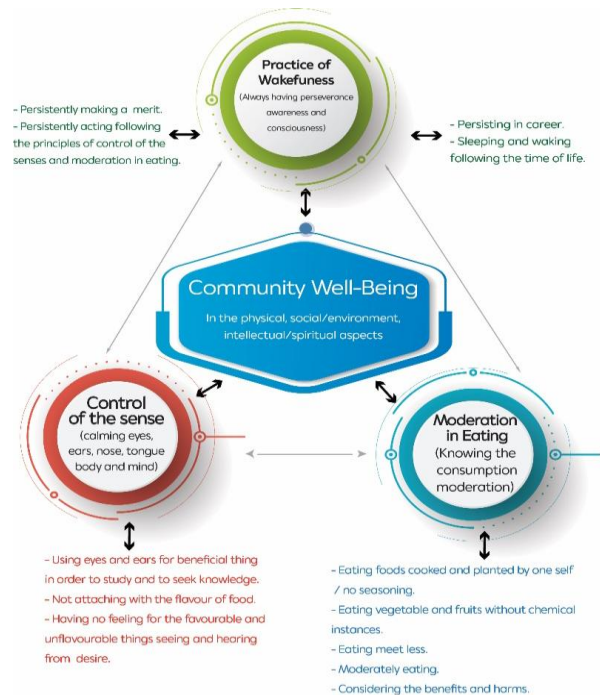 Practice of
Wakefuness
(Always having perseverance
awareness and
consciousness)
- Persistently making a merit.
- Persistently acting following
the principles of control of the
senses and moderation in eating.
- Persisting in career.
- Sleeping and waking
following the time of life.
Community Well-Being
In the physical, social/environment,
intellectual/spiritual aspects
Control
of the sense
(calming eyes,
ears, nose, tongue
body and mind)
Moderation
in Eating
(Knowing the
consumption
moderation)
- Using eyes and ears for beneficial thing
in order to study and to seek knowledge.
- Not attaching with the flavour of food.
- Having no feeling for the favourable and
unflavourable things seeing and hearing
from desire.
- Eating foods cooked and planted by one self
/ no seasoning.
- Eating vegetable and fruits without chemical
instances.
- Eating meet less.
- Moderately eating.
- Considering the benefits and harms.